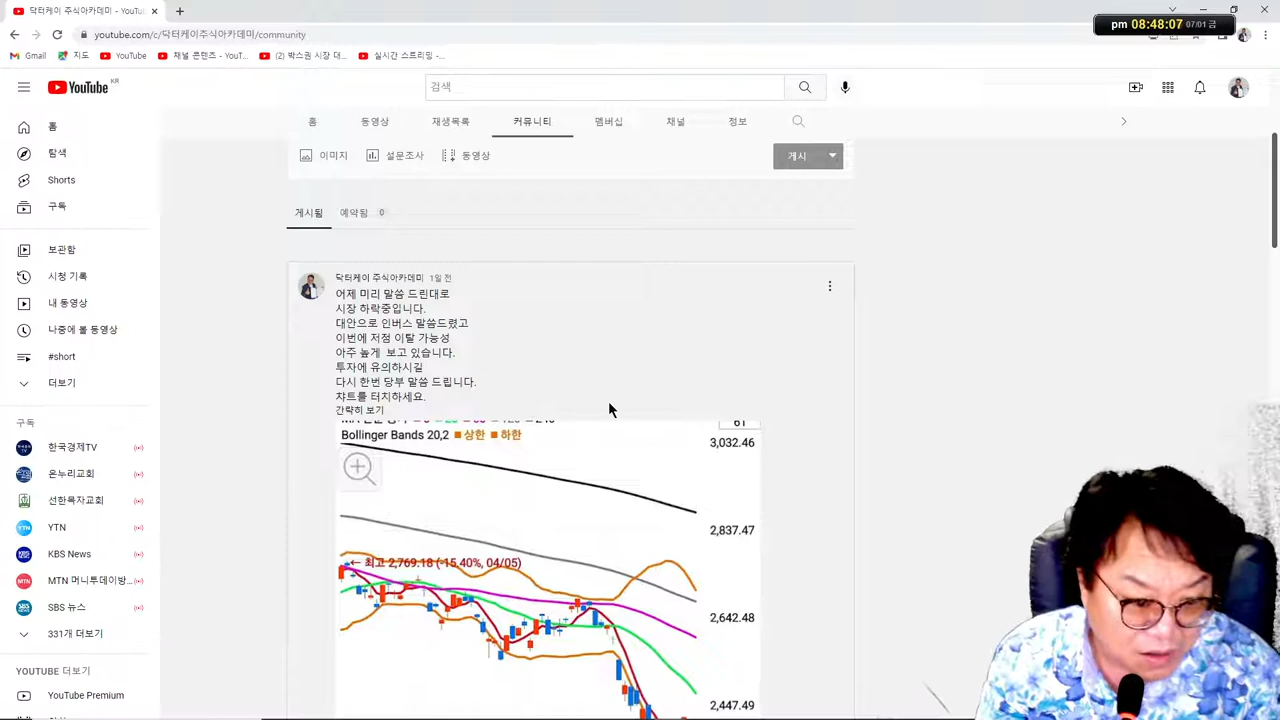 닥터케이 주식아카데미 - YouTu
pm 08:48:07 07/01 금
youtube.com/c/닥터케이주식아카데미/community
Gmail
지도
YouTube
채널 콘텐츠 - YouT...
(2) 박스권 시장 대...
실시간 스트리밍 -...
YouTube KR
검색
홈
동영상
재생목록
커뮤니티
멤버십
채널
정보
이미지
설문조사
동영상
게시
게시됨
예약됨 0
홈
탐색
Shorts
구독
보관함
시청 기록
내 동영상
나중에 볼 동영상
#short
더보기
구독
한국경제TV
온누리교회
선한목자교회
YTN
KBS News
MTN 머니투데이방...
SBS 뉴스
331개 더보기
YOUTUBE 더보기
YouTube Premium
닥터케이 주식아카데미 1일 전
어제 미리 말씀 드린대로
시장 하락중입니다.
대안으로 인버스 말씀드렸고
이번에 저점 이탈 가능성
아주 높게 보고 있습니다.
투자에 유의하시길
다시 한번 당부 말씀 드립니다.
챠트를 터치하세요.
간략히 보기
Bollinger Bands 20,2 ■상한 ■하한
61
3,032.46
2,837.47
← 최고 2,769.18 (-15.40%, 04/05)
2,642.48
2,447.49